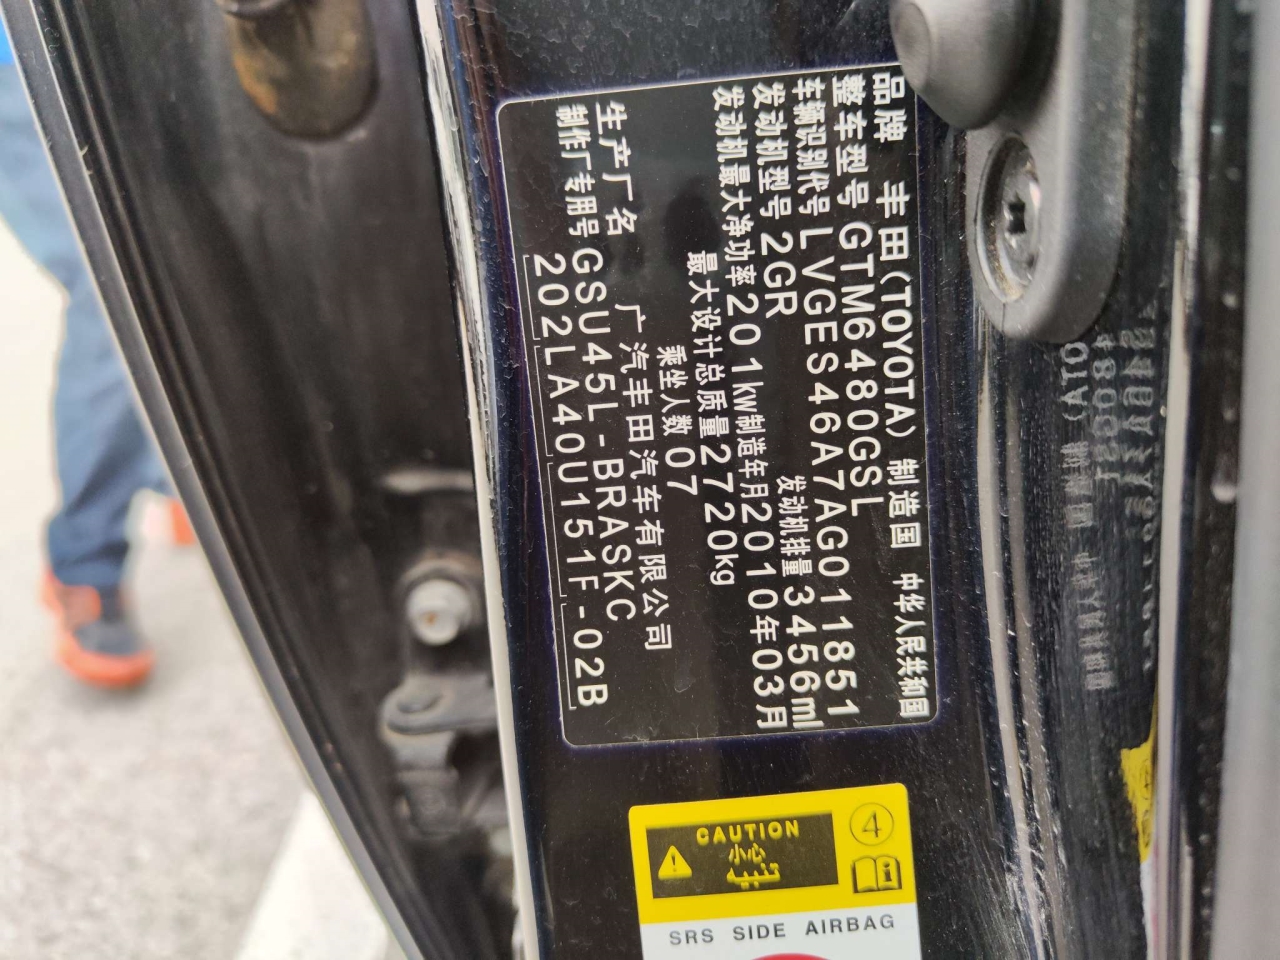 品牌 丰田(TOYOTA) 制造国 中华人民共和国
整车型号 GTM6480GSL
车辆识别代号 LVGES46A7AG011851
发动机型号 2GR 发动机排量 3456ml
发动机最大净功率 201kw 制造年月 2010年03月
最大设计总质量 2720kg
乘坐人数 07
生产厂名 广汽丰田汽车有限公司
制作厂专用号 GSU45L-BRASKC
202LA40U151F-02B
CAUTION
小心
تنبيه
4
SRS SIDE AIRBAG